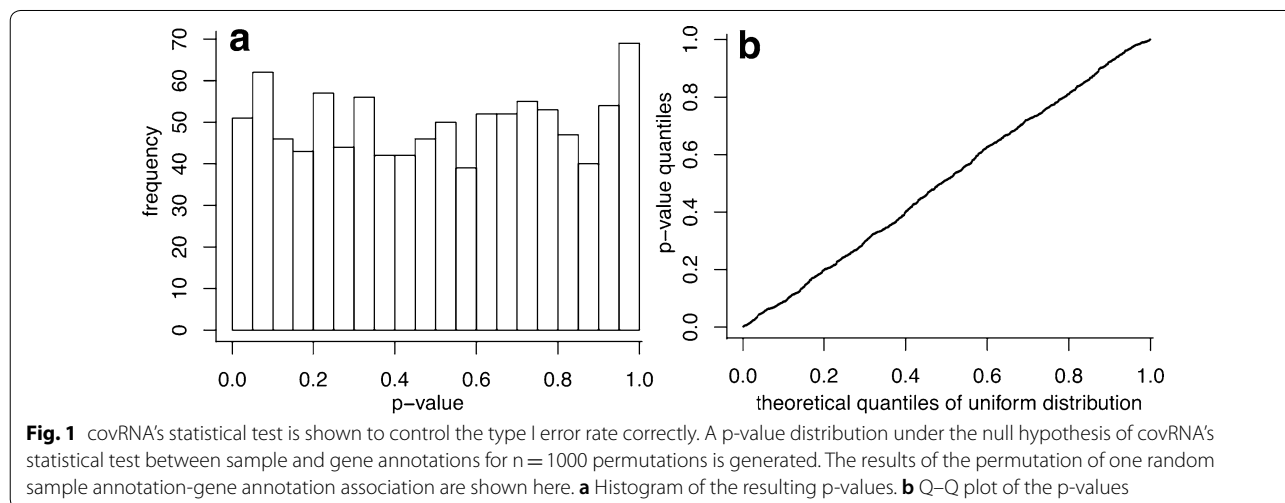 a
70
60
50
40
30
20
10
0
frequency
0.0 0.2 0.4 0.6 0.8 1.0
p−value
b
1.0
0.8
0.6
0.4
0.2
0.0
p−value quantiles
0.0 0.2 0.4 0.6 0.8 1.0
theoretical quantiles of uniform distribution
Fig. 1 covRNA’s statistical test is shown to control the type I error rate correctly. A p-value distribution under the null hypothesis of covRNA’s
statistical test between sample and gene annotations for n = 1000 permutations is generated. The results of the permutation of one random
sample annotation-gene annotation association are shown here. a Histogram of the resulting p-values. b Q–Q plot of the p-values